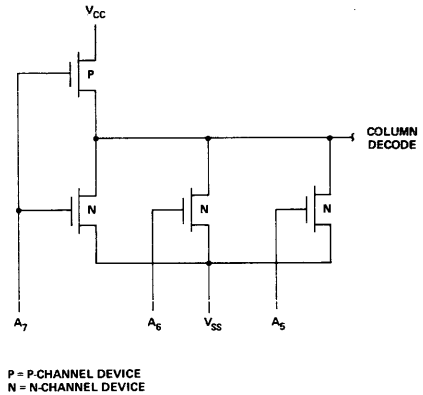 VCC
P
COLUMN
DECODE
N
N
N
A7
A6
VSS
A5
P = P-CHANNEL DEVICE
N = N-CHANNEL DEVICE